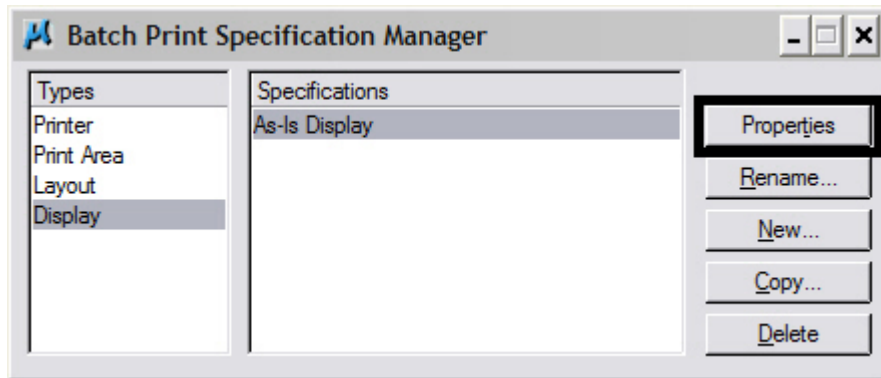 Batch Print Specification Manager
Types
Specifications
Printer
Print Area
Layout
Display
As-Is Display
Properties
Rename...
New...
Copy...
Delete